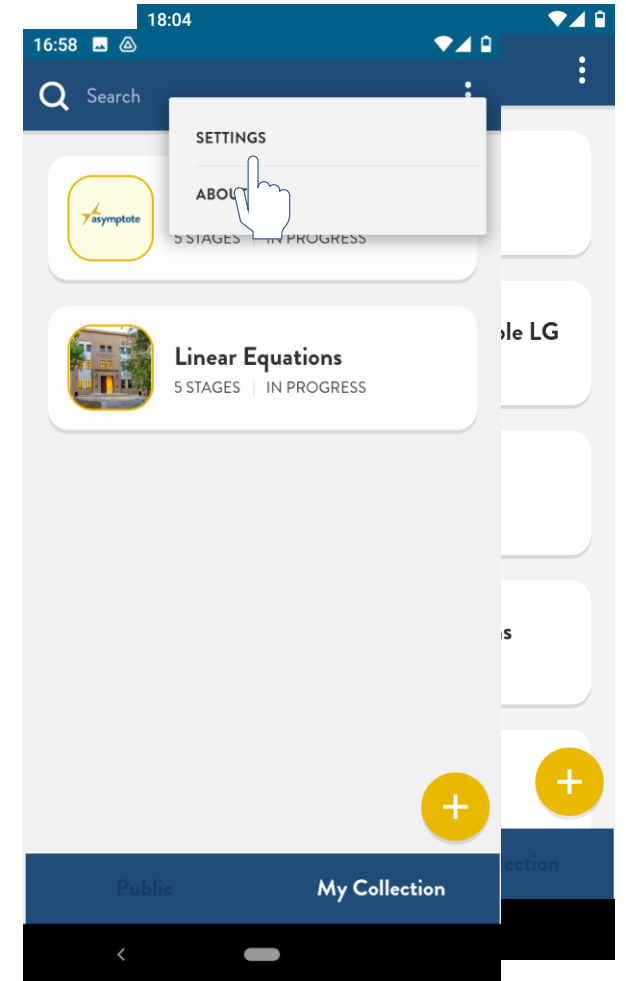 18:04
16:58
Search
SETTINGS
ABOUT
asymptote
5 STAGES | IN PROGRESS
Linear Equations
5 STAGES | IN PROGRESS
ple LG
s
Public
My Collection
ection